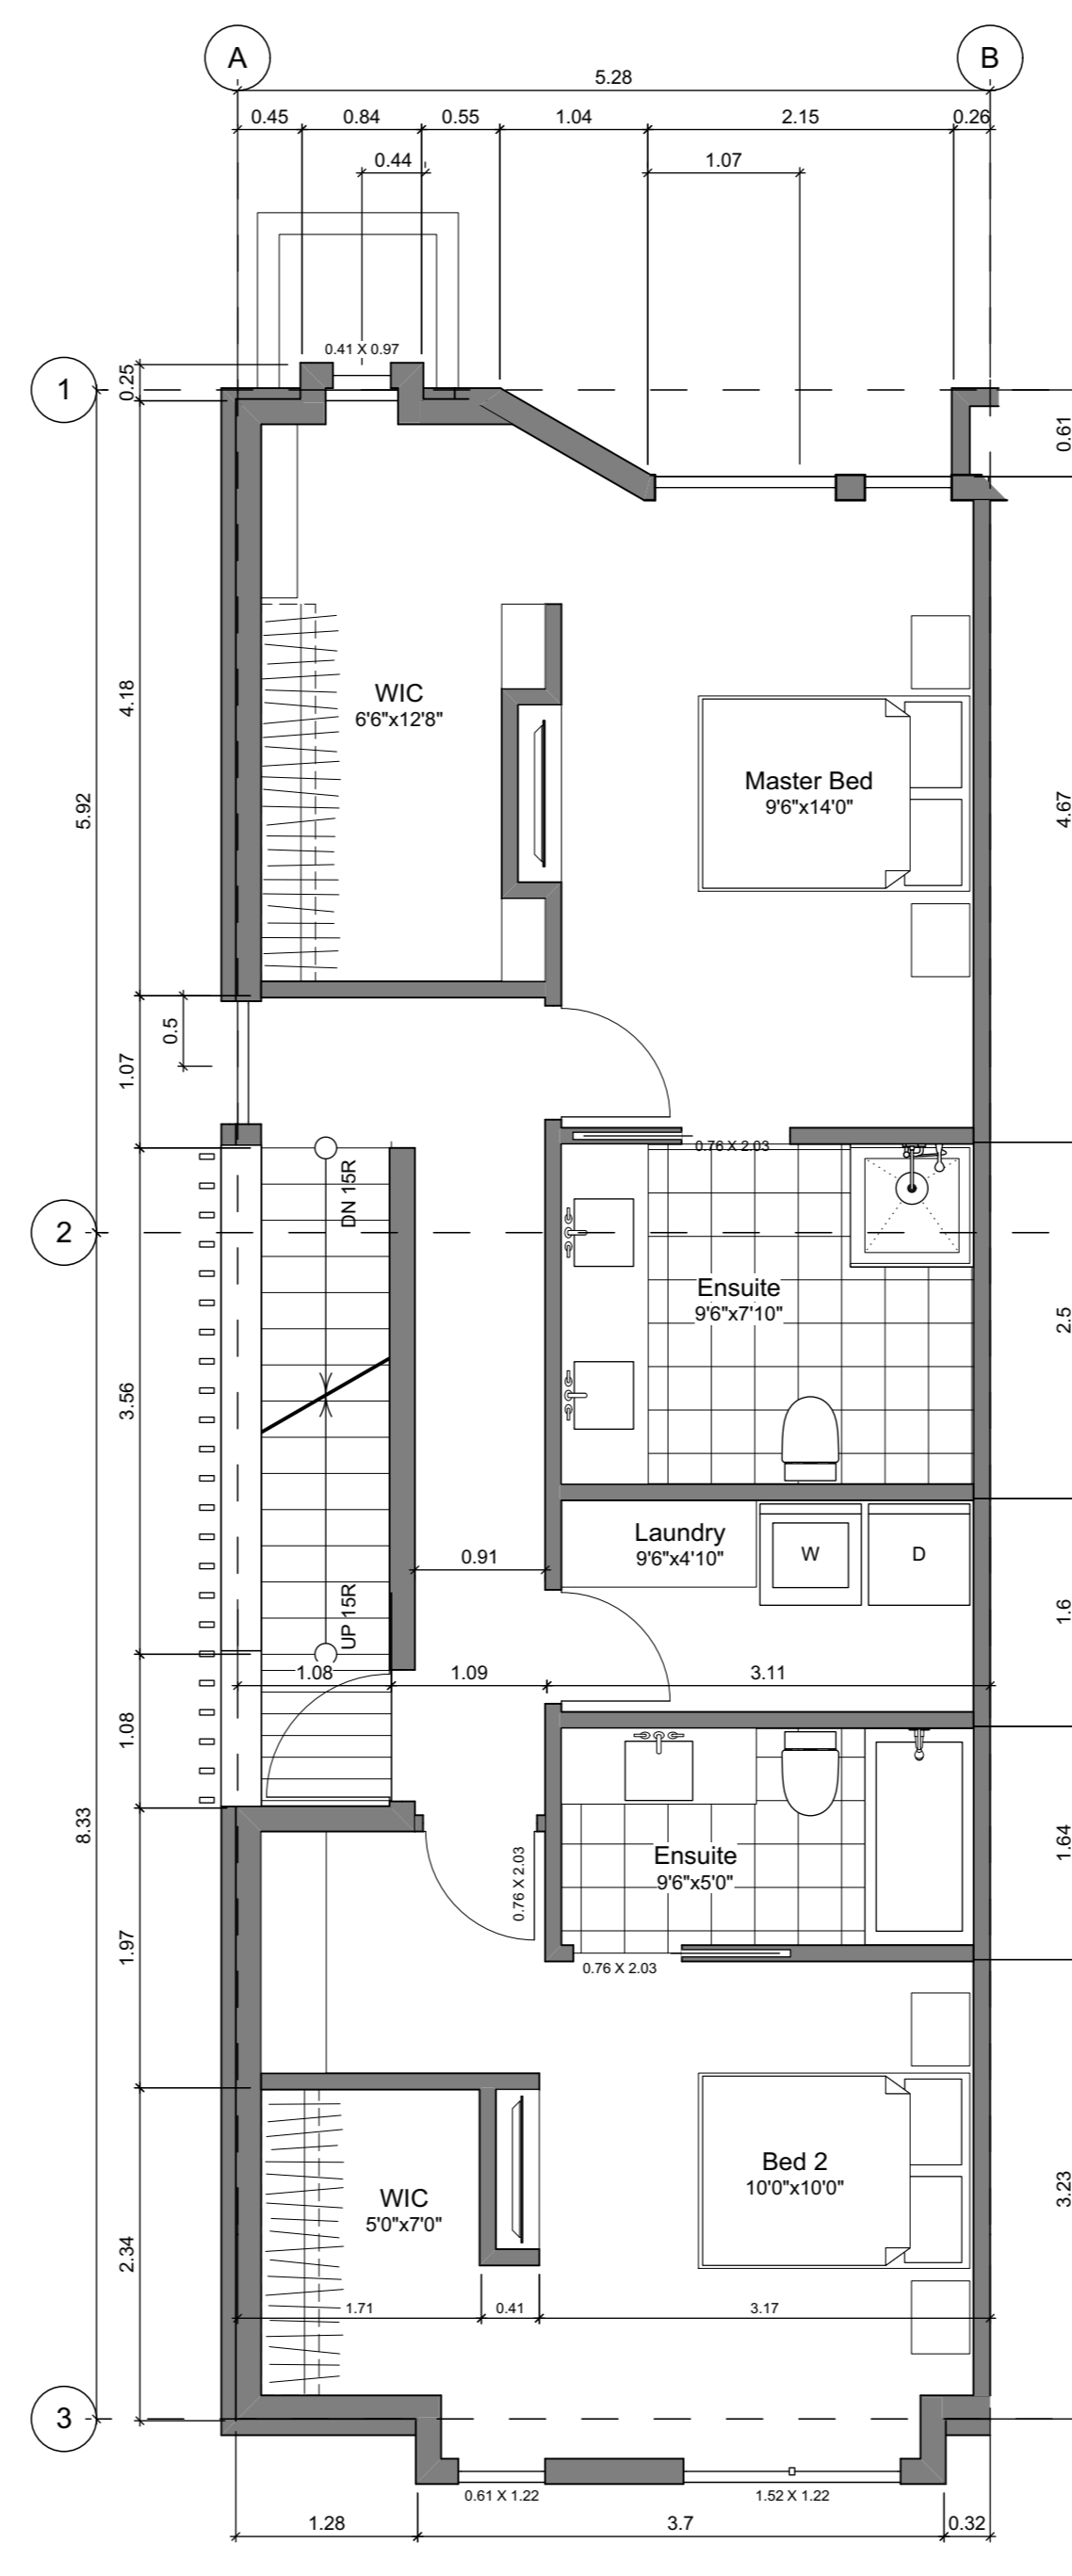 A
B
5.28
0.45
0.84
0.55
1.04
2.15
0.26
0.44
1.07
0.41 X 0.97
1
0.25
0.61
4.18
WIC
6'6"x12'8"
Master Bed
9'6"x14'0"
5.92
4.67
0.5
1.07
0.76 X 2.03
DN 15R
2
Ensuite
9'6"x7'10"
2.5
3.56
Laundry
9'6"x4'10"
W
D
0.91
UP 15R
1.6
1.08
1.09
3.11
1.08
8.33
Ensuite
9'6"x5'0"
1.64
0.76 X 2.03
1.97
0.76 X 2.03
Bed 2
10'0"x10'0"
WIC
5'0"x7'0"
3.23
2.34
1.71
0.41
3.17
3
0.61 X 1.22
1.52 X 1.22
1.28
3.7
0.32